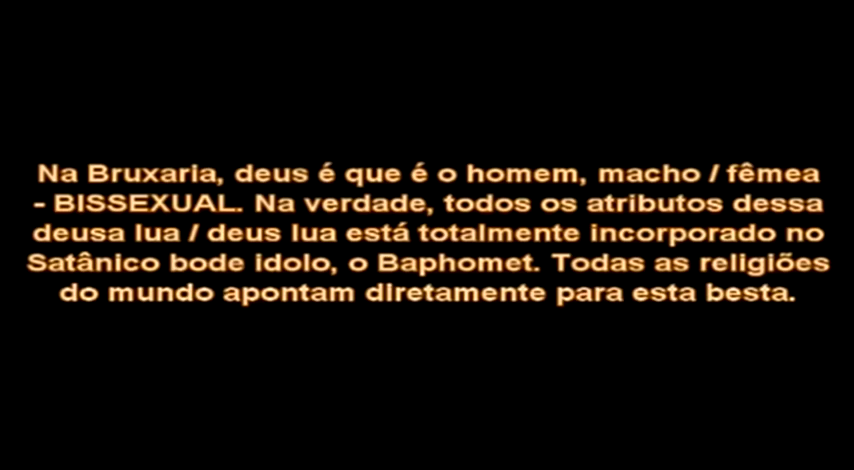 Na Bruxaria, deus é que é o homem, macho / fêmea
- BISSEXUAL. Na verdade, todos os atributos dessa
deusa lua / deus lua está totalmente incorporado no
Satânico bode idolo, o Baphomet. Todas as religiões
do mundo apontam diretamente para esta besta.